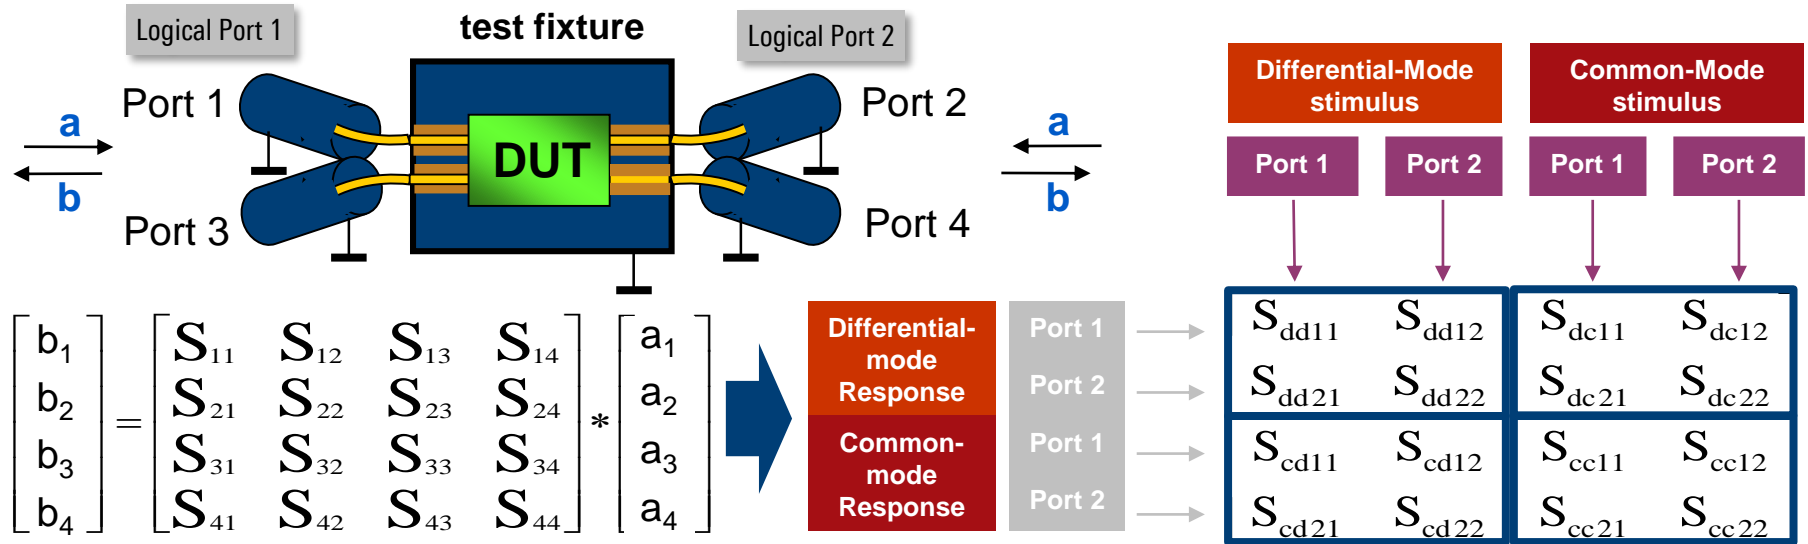 Logical Port 1
test fixture
Logical Port 2
Port 1
Port 2
a
b
DUT
a
b
Port 3
Port 4
Differential-Mode
stimulus
Common-Mode
stimulus
Port 1
Port 2
Port 1
Port 2
b1 = S11 S12 S13 S14 * a1
b2 S21 S22 S23 S24 a2
b3 S31 S32 S33 S34 a3
b4 S41 S42 S43 S44 a4
Differential-
mode
Response
Common-
mode
Response
Port 1
Port 2
Port 1
Port 2
Sdd11 Sdd12 Sdc11 Sdc12
Sdd21 Sdd22 Sdc21 Sdc22
Scd11 Scd12 Scc11 Scc12
Scd21 Scd22 Scc21 Scc22